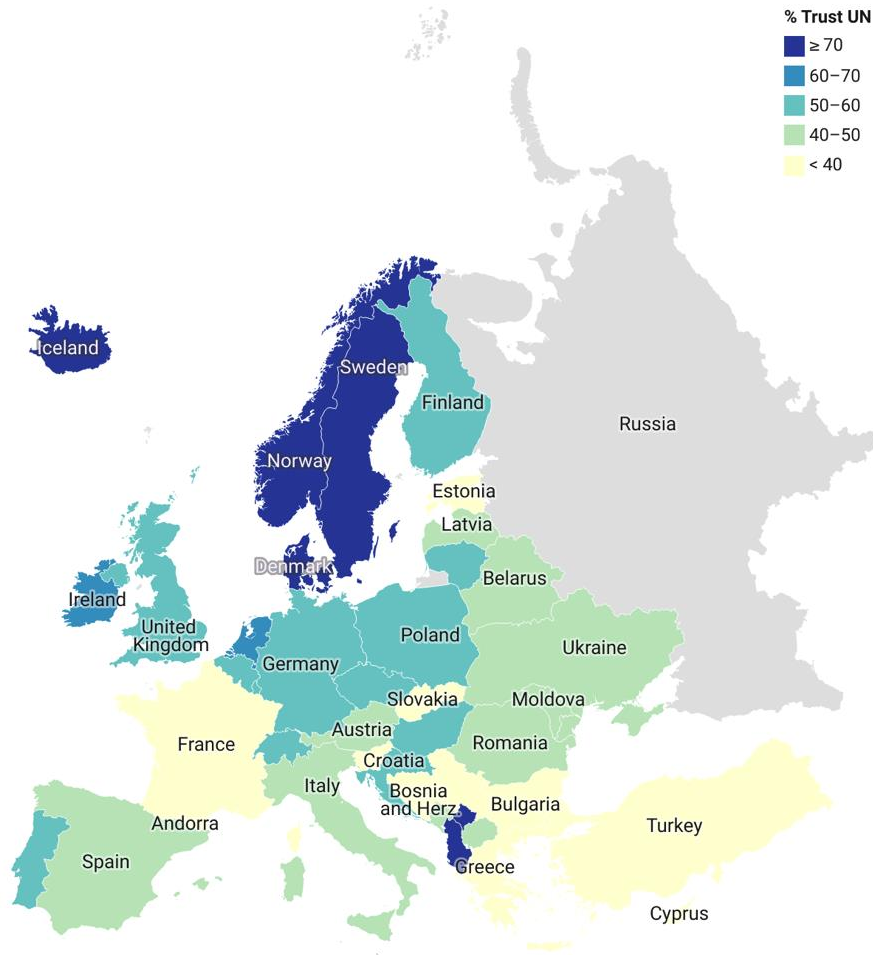 % Trust UN
≥ 70
60–70
50–60
40–50
< 40
Iceland
Sweden
Finland
Russia
Norway
Estonia
Latvia
Denmark
Belarus
Ireland
United
Kingdom
Poland
Ukraine
Germany
Slovakia
Moldova
Austria
France
Romania
Croatia
Italy
Bosnia
and Herz.
Bulgaria
Andorra
Turkey
Spain
Greece
Cyprus